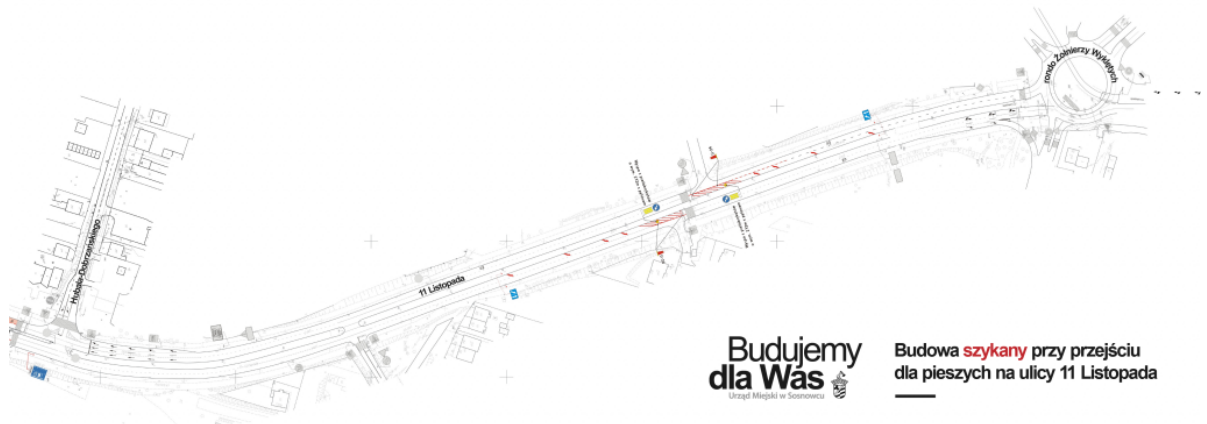 rondo Żołnierzy Wyklętych
Hubala-Dobrzańskiego
11 Listopada
Budujemy
dla Was
Urząd Miejski w Sosnowcu
Budowa szykany przy przejściu
dla pieszych na ulicy 11 Listopada